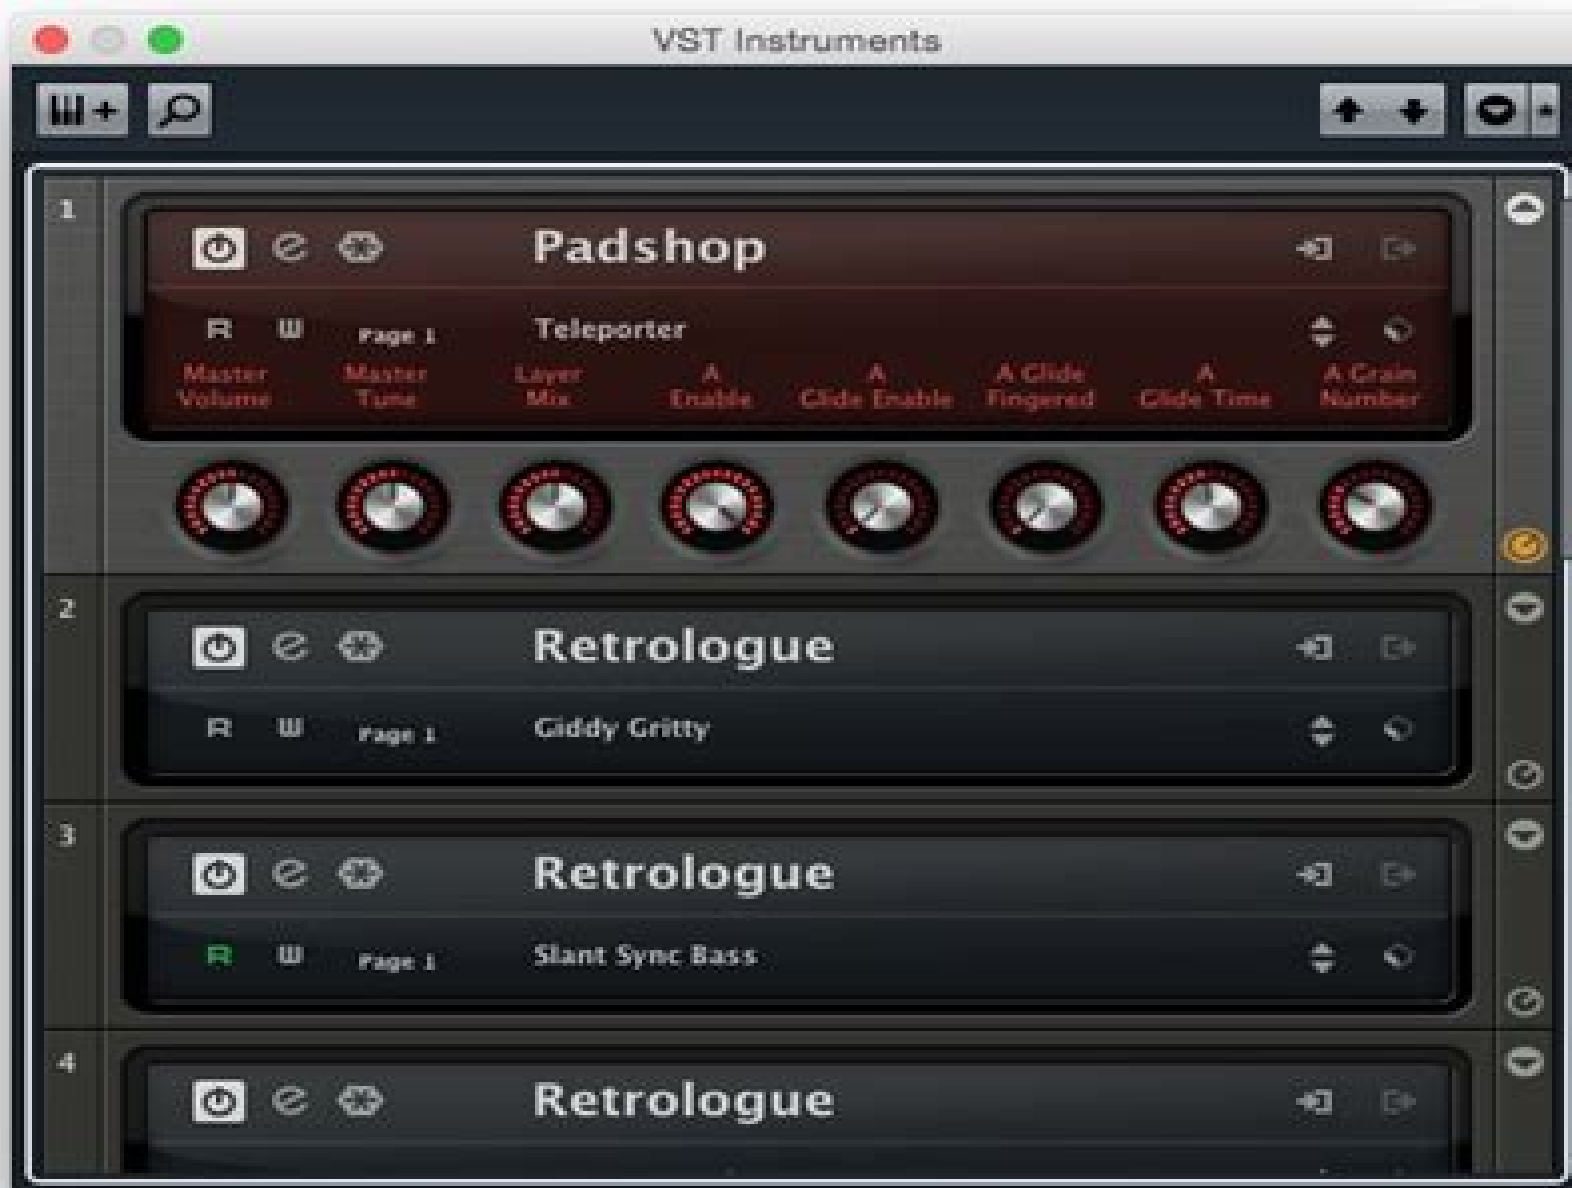 VST Instruments
1
Padshop
R W Page 1 Teleporter
Master Volume
Master Tune
Layer Mix
A Enable
A Glide Enable
A Glide Fingered
A Glide Time
A Grain Number
2
Retrologue
R W Page 1 Giddy Gritty
3
Retrologue
R W Page 1 Slant Sync Bass
4
Retrologue